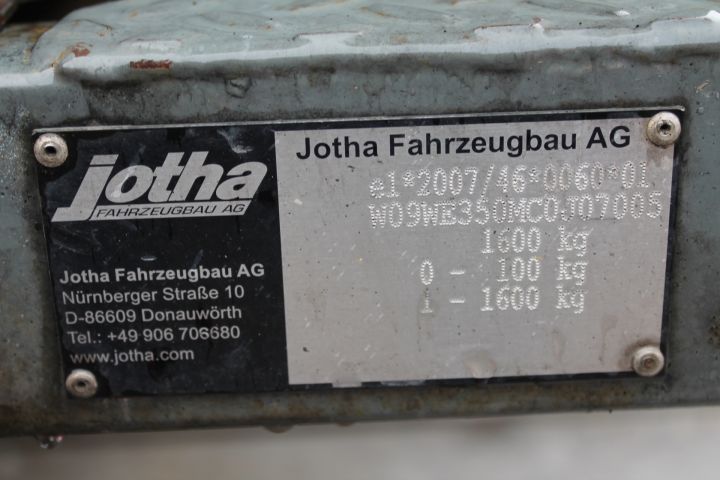 jotha
FAHRZEUGBAU AG
Jotha Fahrzeugbau AG
Nürnberger Straße 10
D-86609 Donauwörth
Tel.: +49 906 706680
www.jotha.com
Jotha Fahrzeugbau AG
e1*2007/46*0060*01
W09WE350MC0J07005
1600 kg
0 - 100 kg
1 - 1600 kg